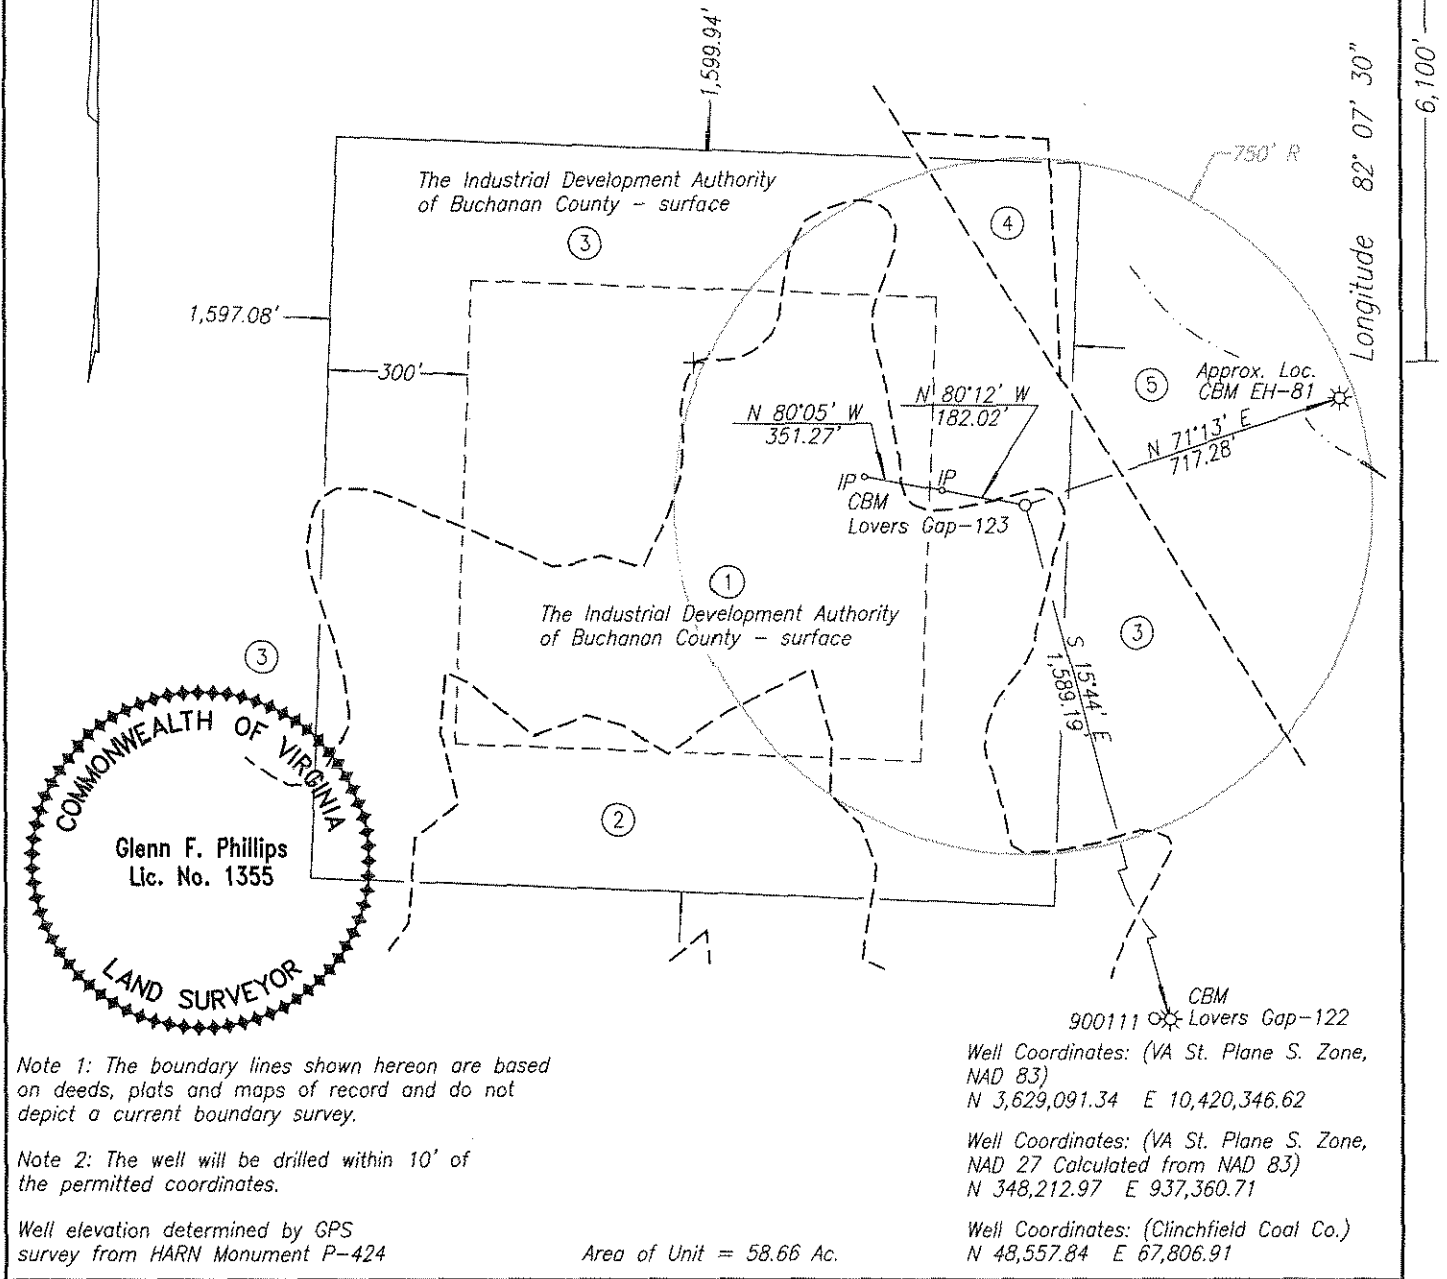 1,599.94'
Longitude 82° 07' 30"
6,100'
750' R
The Industrial Development Authority
of Buchanan County - surface
3
4
1,597.08'
300'
5
Approx. Loc.
CBM EH-81
N 80°05' W
351.27'
N 80°12' W
182.02'
N 71°13' E
717.28'
IP
IP
CBM
Lovers Gap-123
1
The Industrial Development Authority
of Buchanan County - surface
3
3
S 15°44' E
1,589.19'
2
COMMONWEALTH OF VIRGINIA
Glenn F. Phillips
Lic. No. 1355
LAND SURVEYOR
CBM
900111 Lovers Gap-122
Note 1: The boundary lines shown hereon are based
on deeds, plats and maps of record and do not
depict a current boundary survey.
Note 2: The well will be drilled within 10' of
the permitted coordinates.
Well elevation determined by GPS
survey from HARN Monument P-424
Area of Unit = 58.66 Ac.
Well Coordinates: (VA St. Plane S. Zone,
NAD 83)
N 3,629,091.34 E 10,420,346.62
Well Coordinates: (VA St. Plane S. Zone,
NAD 27 Calculated from NAD 83)
N 348,212.97 E 937,360.71
Well Coordinates: (Clinchfield Coal Co.)
N 48,557.84 E 67,806.91